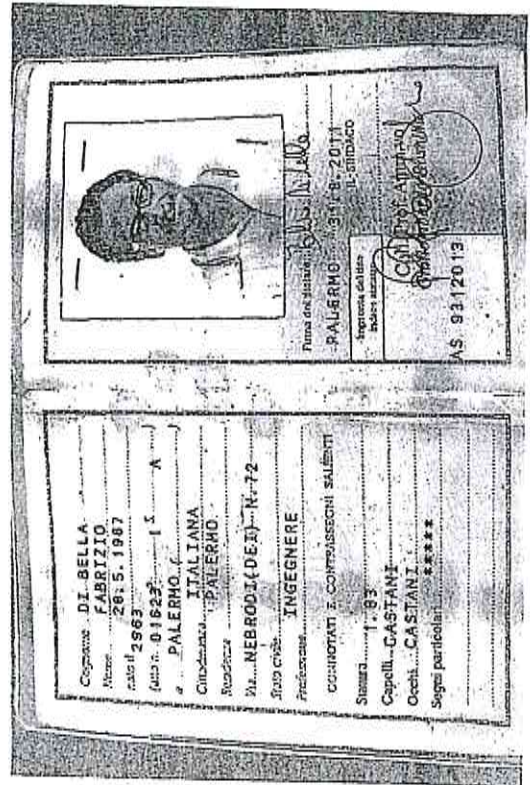 Cognome DI BELLA
Nome FABRIZIO
nato il 28.5.1987
2963
(atto n. 01623 I S A )
a PALERMO ( )
Cittadinanza ITALIANA
Residenza PALERMO
Via NEBRODI(DEI) N.72
Stato civile
Professione INGEGNERE
CONNOTATI E CONTRASSEGNI SALIENTI
Statura 1.83
Capelli CASTANI
Occhi CASTANI
Segni particolari *****
Firma del titolare
PALERMO 31.8.2011
IL SINDACO
Impronta del dito
indice sinistro
AS 9312013